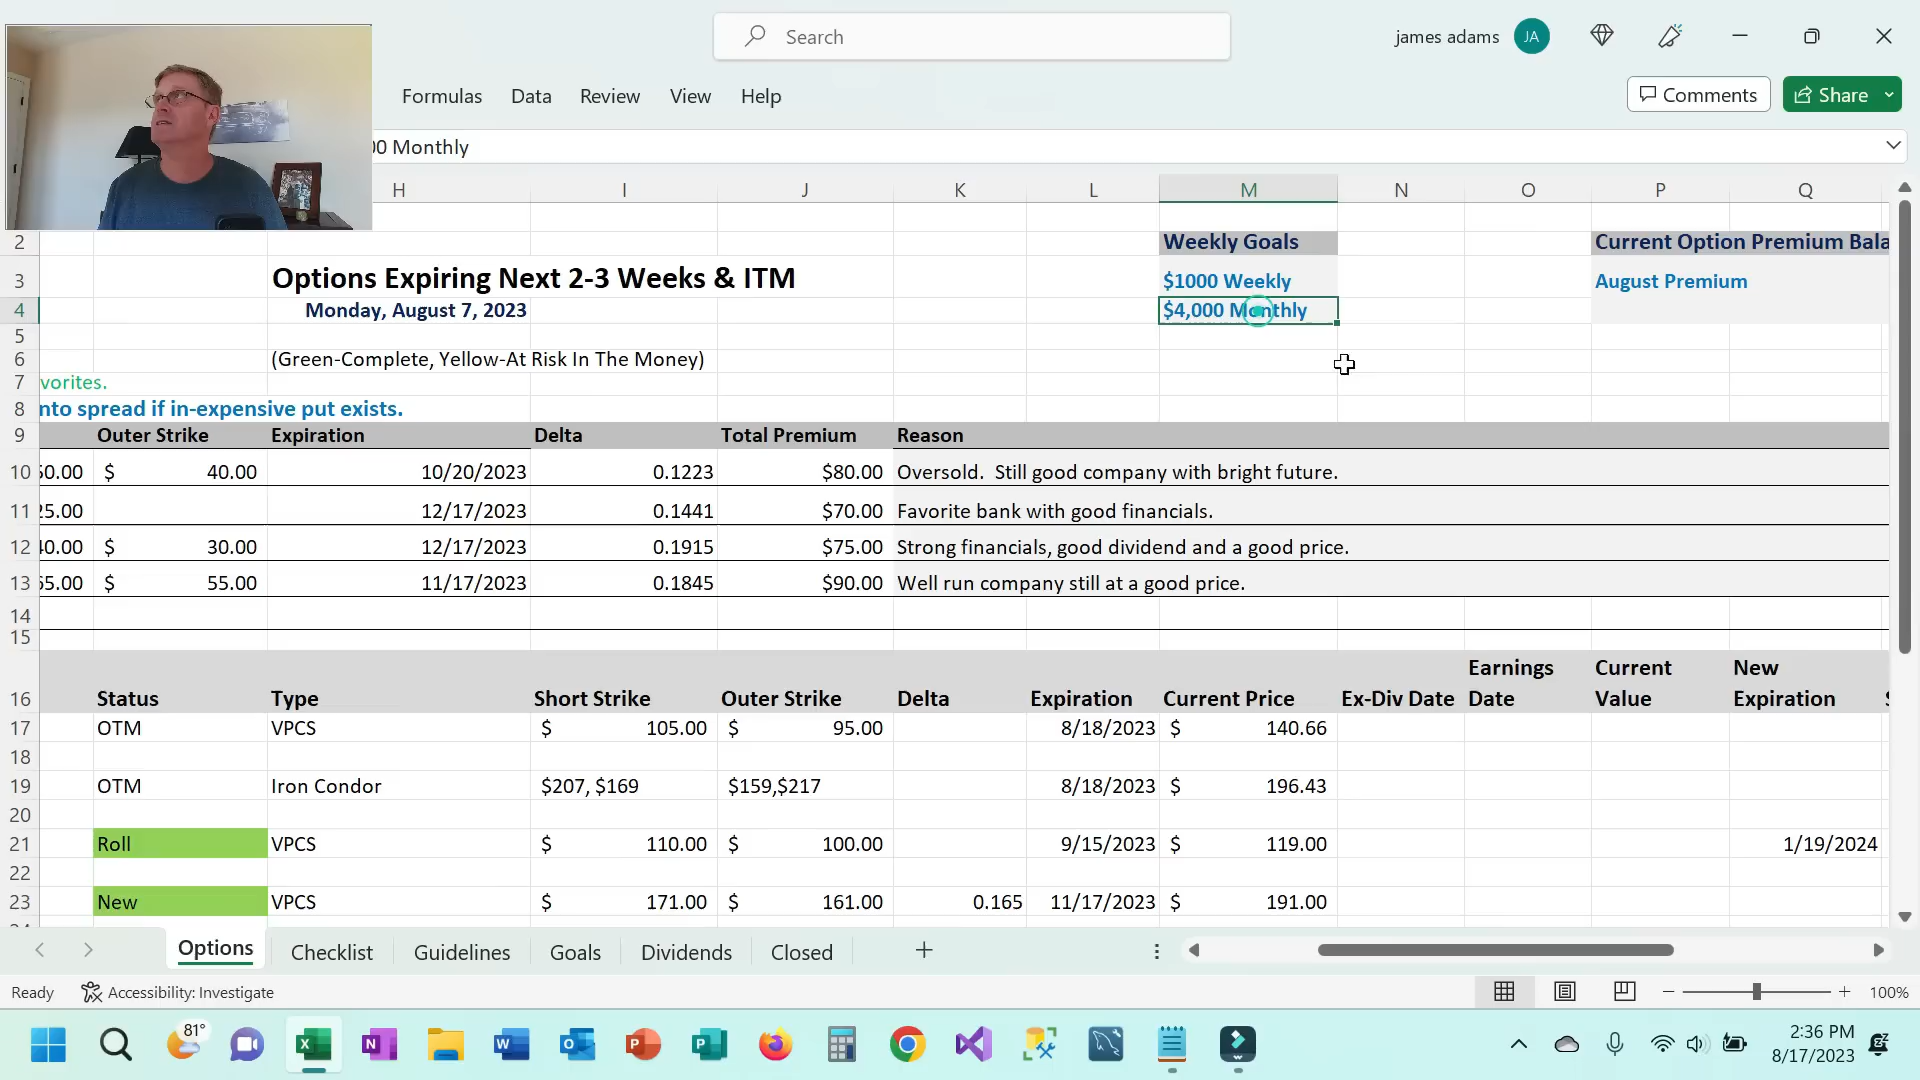 Search
james adams
JA
Formulas Data Review View Help
Comments
Share
00 Monthly
H I J K L M N O P Q
2 Weekly Goals Current Option Premium Bala
3 Options Expiring Next 2-3 Weeks & ITM $1000 Weekly August Premium
4 Monday, August 7, 2023 $4,000 Monthly
5
6 (Green-Complete, Yellow-At Risk In The Money)
7 vorites.
8 nto spread if in-expensive put exists.
9 Outer Strike Expiration Delta Total Premium Reason
10 50.00 $ 40.00 10/20/2023 0.1223 $80.00 Oversold. Still good company with bright future.
11 25.00 12/17/2023 0.1441 $70.00 Favorite bank with good financials.
12 40.00 $ 30.00 12/17/2023 0.1915 $75.00 Strong financials, good dividend and a good price.
13 65.00 $ 55.00 11/17/2023 0.1845 $90.00 Well run company still at a good price.
14
15
Earnings Current New
16 Status Type Short Strike Outer Strike Delta Expiration Current Price Ex-Div Date Date Value Expiration
17 OTM VPCS $ 105.00 $ 95.00 8/18/2023 $ 140.66
18
19 OTM Iron Condor $207, $169 $159,$217 8/18/2023 $ 196.43
20
21 Roll VPCS $ 110.00 $ 100.00 9/15/2023 $ 119.00 1/19/2024
22
23 New VPCS $ 171.00 $ 161.00 0.165 11/17/2023 $ 191.00
Options Checklist Guidelines Goals Dividends Closed
Ready Accessibility: Investigate 100%
81°
2:36 PM
8/17/2023